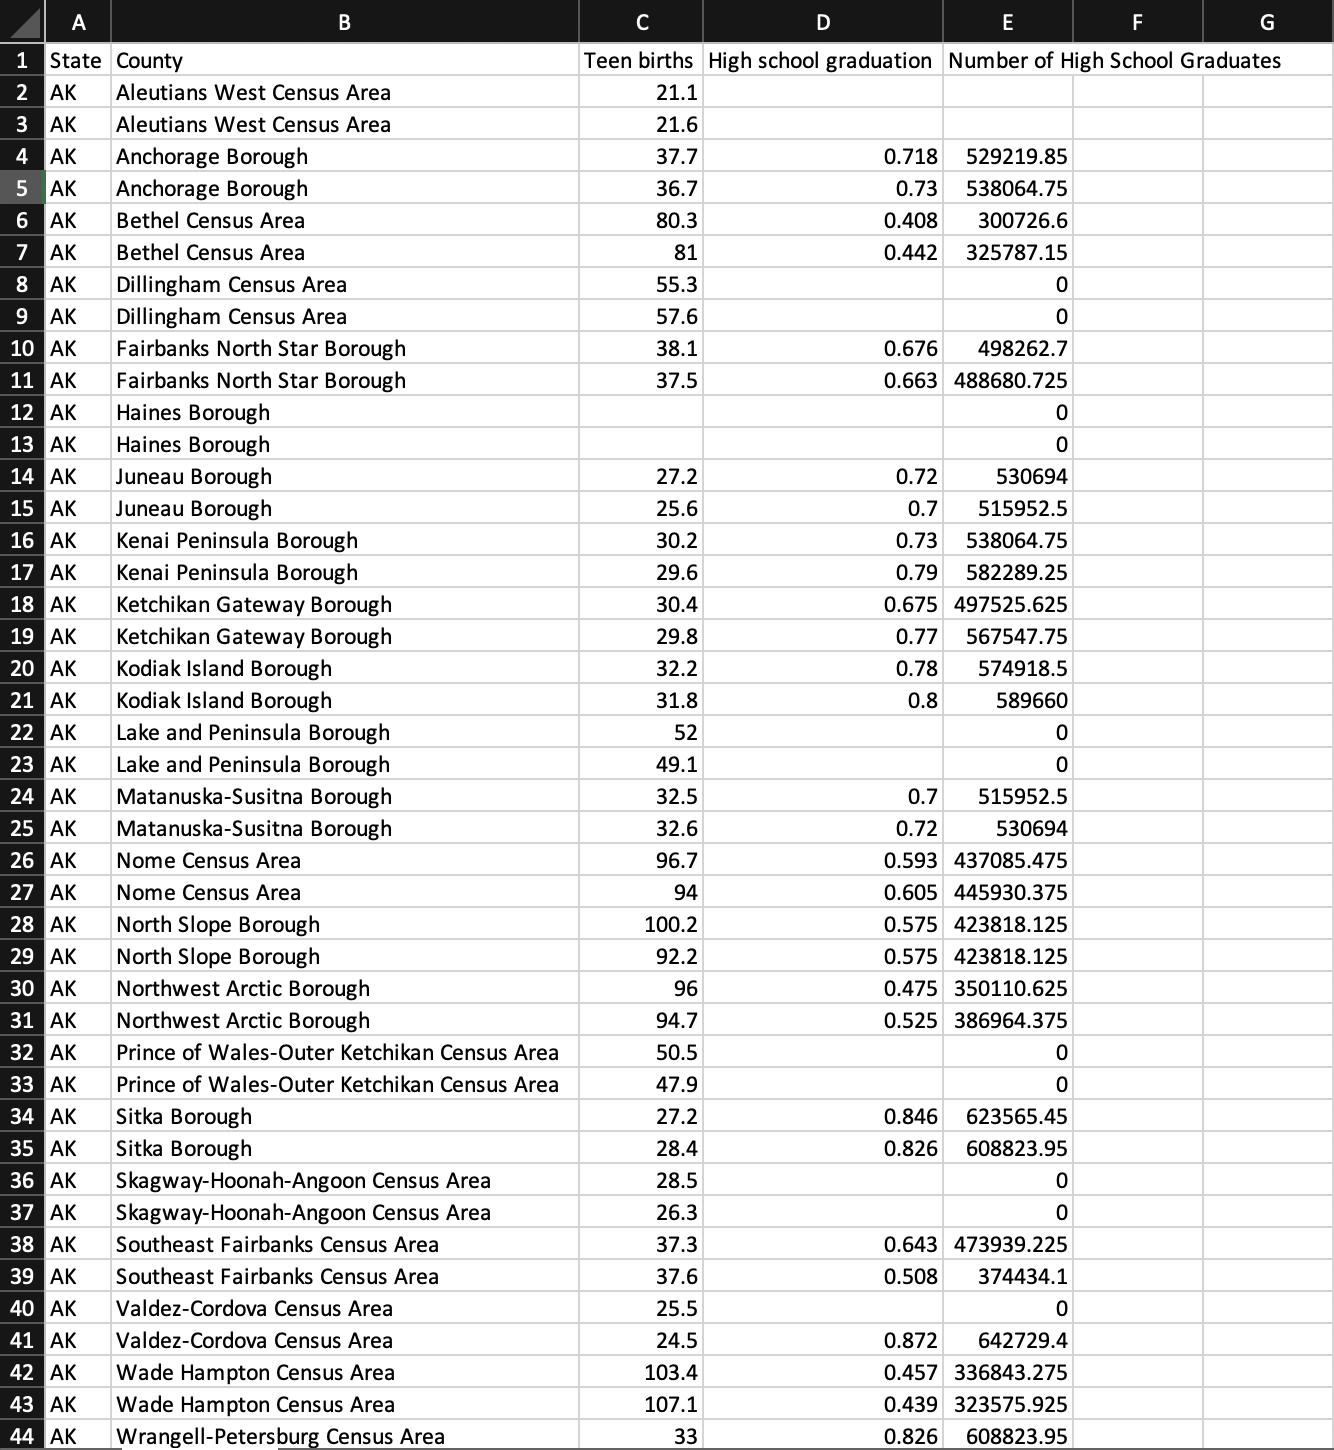 A B C D E F G
1 State County Teen births High school graduation Number of High School Graduates
2 AK Aleutians West Census Area 21.1
3 AK Aleutians West Census Area 21.6
4 AK Anchorage Borough 37.7 0.718 529219.85
5 AK Anchorage Borough 36.7 0.73 538064.75
6 AK Bethel Census Area 80.3 0.408 300726.6
7 AK Bethel Census Area 81 0.442 325787.15
8 AK Dillingham Census Area 55.3 0
9 AK Dillingham Census Area 57.6 0
10 AK Fairbanks North Star Borough 38.1 0.676 498262.7
11 AK Fairbanks North Star Borough 37.5 0.663 488680.725
12 AK Haines Borough 0
13 AK Haines Borough 0
14 AK Juneau Borough 27.2 0.72 530694
15 AK Juneau Borough 25.6 0.7 515952.5
16 AK Kenai Peninsula Borough 30.2 0.73 538064.75
17 AK Kenai Peninsula Borough 29.6 0.79 582289.25
18 AK Ketchikan Gateway Borough 30.4 0.675 497525.625
19 AK Ketchikan Gateway Borough 29.8 0.77 567547.75
20 AK Kodiak Island Borough 32.2 0.78 574918.5
21 AK Kodiak Island Borough 31.8 0.8 589660
22 AK Lake and Peninsula Borough 52 0
23 AK Lake and Peninsula Borough 49.1 0
24 AK Matanuska-Susitna Borough 32.5 0.7 515952.5
25 AK Matanuska-Susitna Borough 32.6 0.72 530694
26 AK Nome Census Area 96.7 0.593 437085.475
27 AK Nome Census Area 94 0.605 445930.375
28 AK North Slope Borough 100.2 0.575 423818.125
29 AK North Slope Borough 92.2 0.575 423818.125
30 AK Northwest Arctic Borough 96 0.475 350110.625
31 AK Northwest Arctic Borough 94.7 0.525 386964.375
32 AK Prince of Wales-Outer Ketchikan Census Area 50.5 0
33 AK Prince of Wales-Outer Ketchikan Census Area 47.9 0
34 AK Sitka Borough 27.2 0.846 623565.45
35 AK Sitka Borough 28.4 0.826 608823.95
36 AK Skagway-Hoonah-Angoon Census Area 28.5 0
37 AK Skagway-Hoonah-Angoon Census Area 26.3 0
38 AK Southeast Fairbanks Census Area 37.3 0.643 473939.225
39 AK Southeast Fairbanks Census Area 37.6 0.508 374434.1
40 AK Valdez-Cordova Census Area 25.5 0
41 AK Valdez-Cordova Census Area 24.5 0.872 642729.4
42 AK Wade Hampton Census Area 103.4 0.457 336843.275
43 AK Wade Hampton Census Area 107.1 0.439 323575.925
44 AK Wrangell-Petersburg Census Area 33 0.826 608823.95